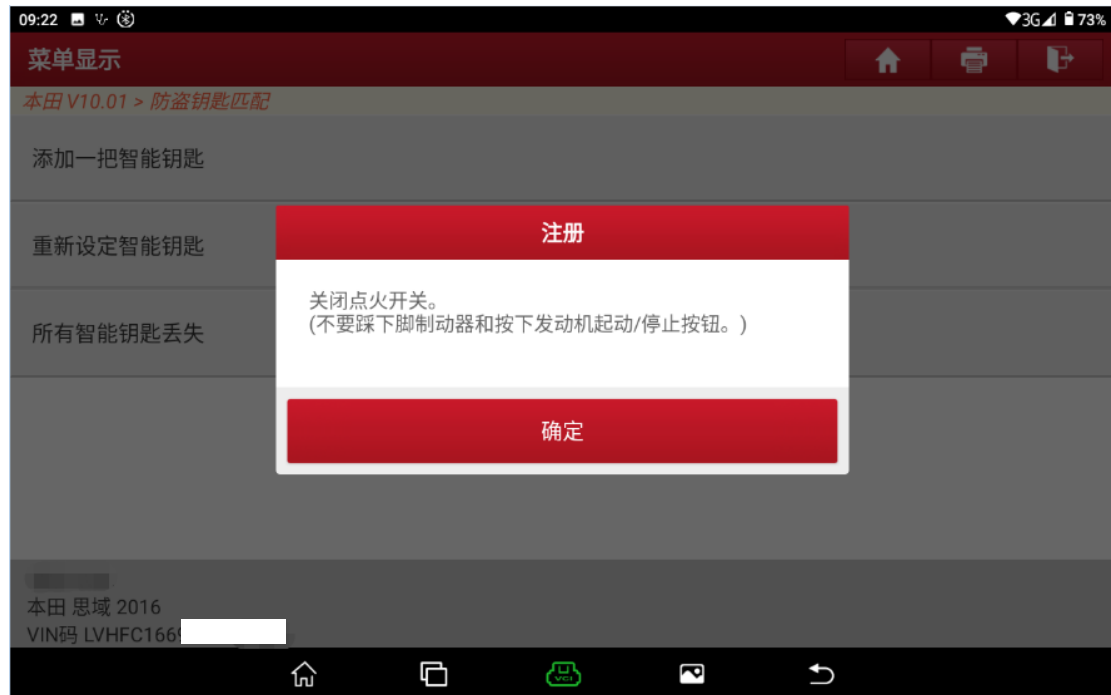 09:22
3G
73%
菜单显示
本田 V10.01 > 防盗钥匙匹配
添加一把智能钥匙
重新设定智能钥匙
所有智能钥匙丢失
注册
关闭点火开关。
(不要踩下脚制动器和按下发动机起动/停止按钮。)
确定
本田 思域 2016
VIN码 LVHFC166
VCI